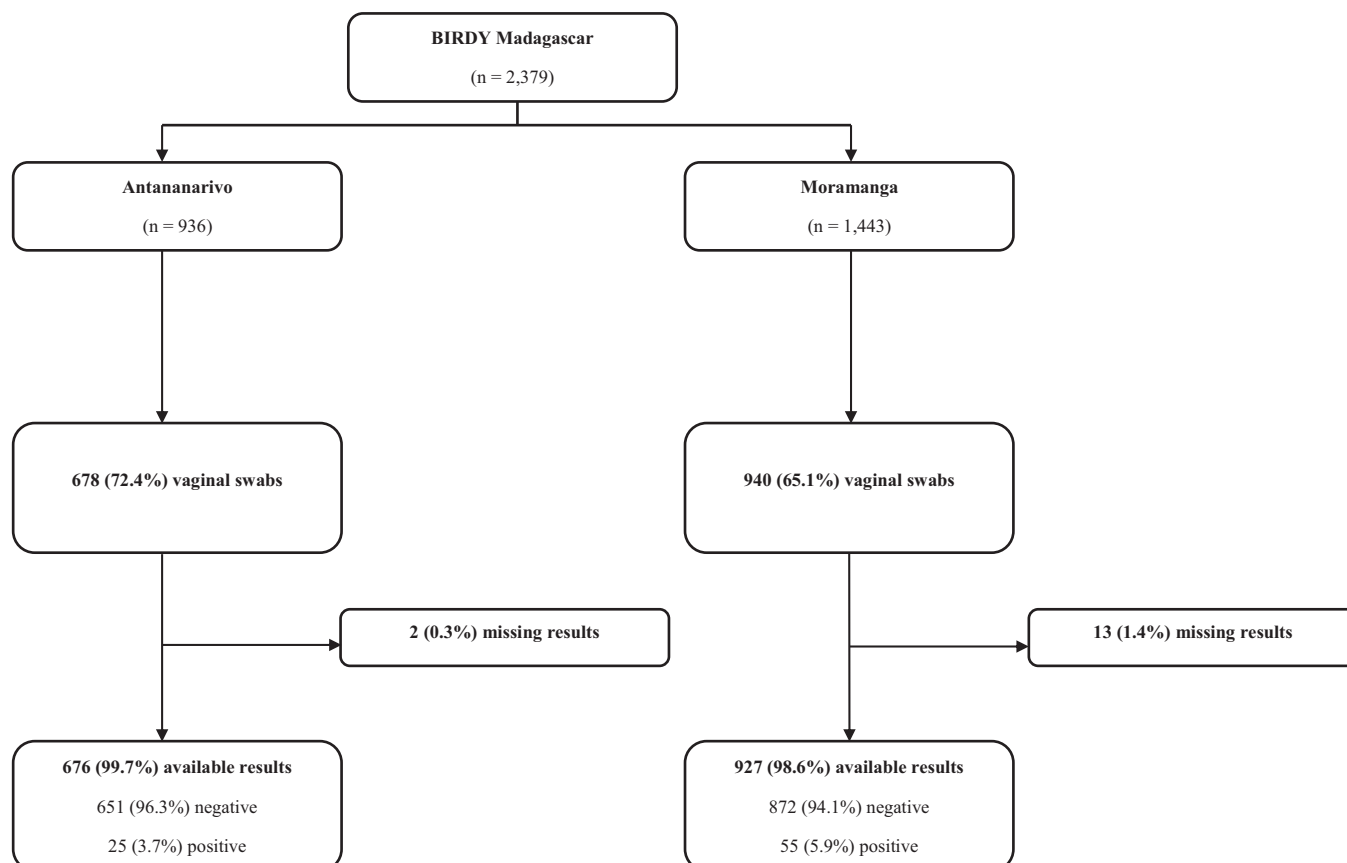 BIRDY Madagascar
(n = 2,379)
Antananarivo
(n = 936)
Moramanga
(n = 1,443)
678 (72.4%) vaginal swabs
940 (65.1%) vaginal swabs
2 (0.3%) missing results
13 (1.4%) missing results
676 (99.7%) available results
651 (96.3%) negative
25 (3.7%) positive
927 (98.6%) available results
872 (94.1%) negative
55 (5.9%) positive